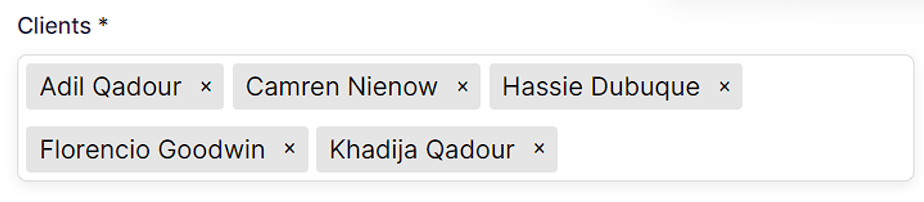 Clients *
Adil Qadour × Camren Nienow × Hassie Dubuque ×
Florencio Goodwin × Khadija Qadour ×